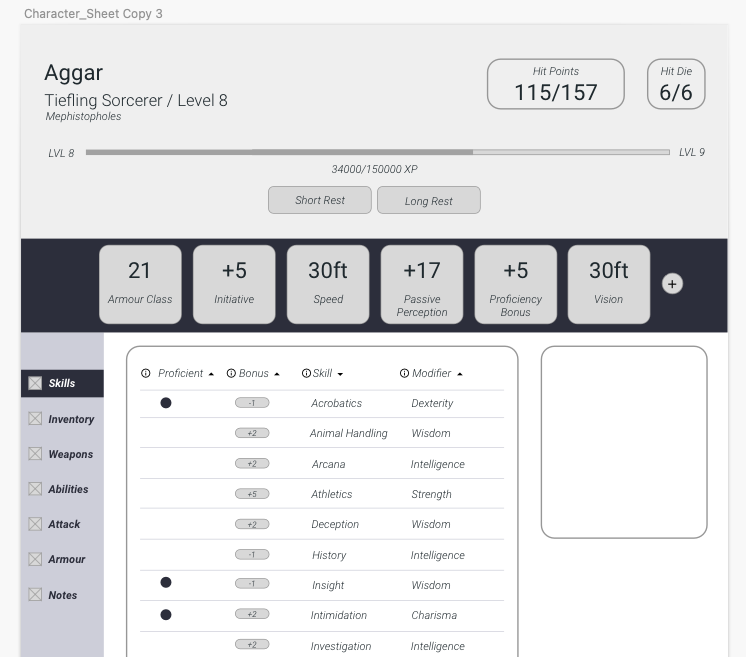 Character_Sheet Copy 3
Aggar
Tiefling Sorcerer / Level 8
Mephistopholes
Hit Points
115/157
Hit Die
6/6
LVL 8
LVL 9
34000/150000 XP
Short Rest
Long Rest
21
Armour Class
+5
Initiative
30ft
Speed
+17
Passive
Perception
+5
Proficiency
Bonus
30ft
Vision
+
Skills
Inventory
Weapons
Abilities
Attack
Armour
Notes
Proficient Bonus Skill Modifier
-1 Acrobatics Dexterity
+2 Animal Handling Wisdom
+2 Arcana Intelligence
+5 Athletics Strength
+2 Deception Wisdom
-1 History Intelligence
-1 Insight Wisdom
+2 Intimidation Charisma
+2 Investigation Intelligence